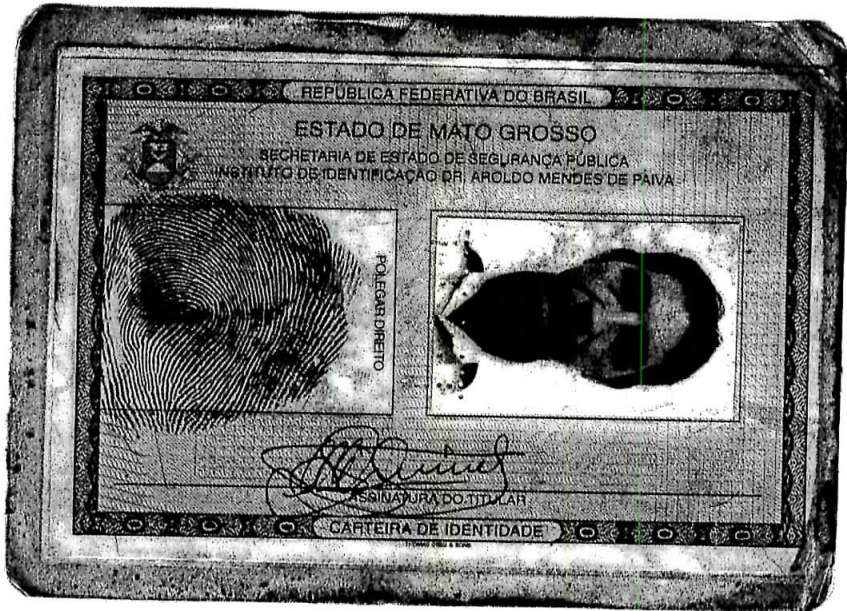 REPÚBLICA FEDERATIVA DO BRASIL
ESTADO DE MATO GROSSO
SECRETARIA DE ESTADO DE SEGURANÇA PÚBLICA
INSTITUTO DE IDENTIFICAÇÃO DR. AROLDO MENDES DE PAIVA
POLEGAR DIREITO
ASSINATURA DO TITULAR
CARTEIRA DE IDENTIDADE